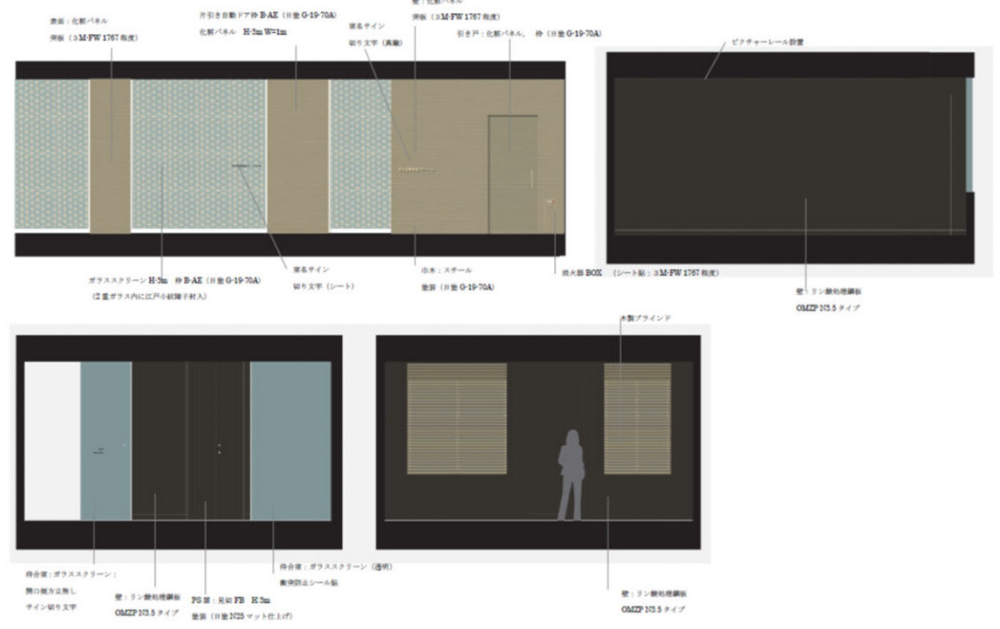 壁：化粧パネル
表面：化粧パネル
突板（3M-FW 1767 程度）
片引き自動ドア枠 B-AE（日塗 G-19-70A）
化粧パネル H-3m W=1m
室名サイン
切り文字（真鍮）
突板（3M-FW 1767 程度）
引き戸：化粧パネル、 枠（日塗 G-19-70A）
ピクチャーレール設置
ガラススクリーン H-3m 枠 B-AE（日塗 G-19-70A）
（2重ガラス内に江戸小紋障子封入）
室名サイン
切り文字（シート）
巾木：スチール
塗装（日塗 G-19-70A）
消火器 BOX （シート貼：3M-FW 1767 程度）
壁：リン酸処理鋼板
OMZP N3.5 タイプ
木製ブラインド
待合室：ガラススクリーン：
開口側方立無し
サイン切り文字
壁：リン酸処理鋼板
OMZP N3.5 タイプ
PS 扉：見切 FB H-3m
塗装（日塗 N25 マット仕上げ）
待合室：ガラススクリーン（透明）
衝突防止シール貼
壁：リン酸処理鋼板
OMZP N3.5 タイプ